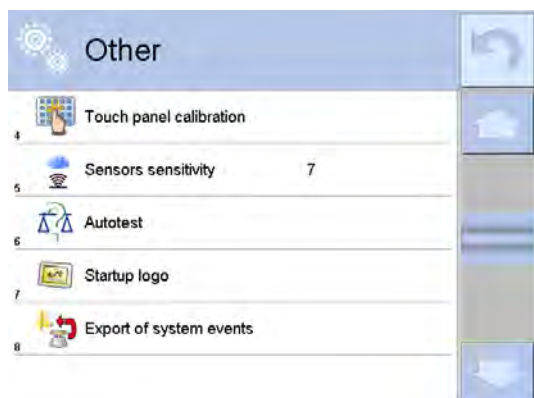 Other
4 Touch panel calibration
5 Sensors sensitivity 7
6 Autotest
7 Startup logo
8 Export of system events